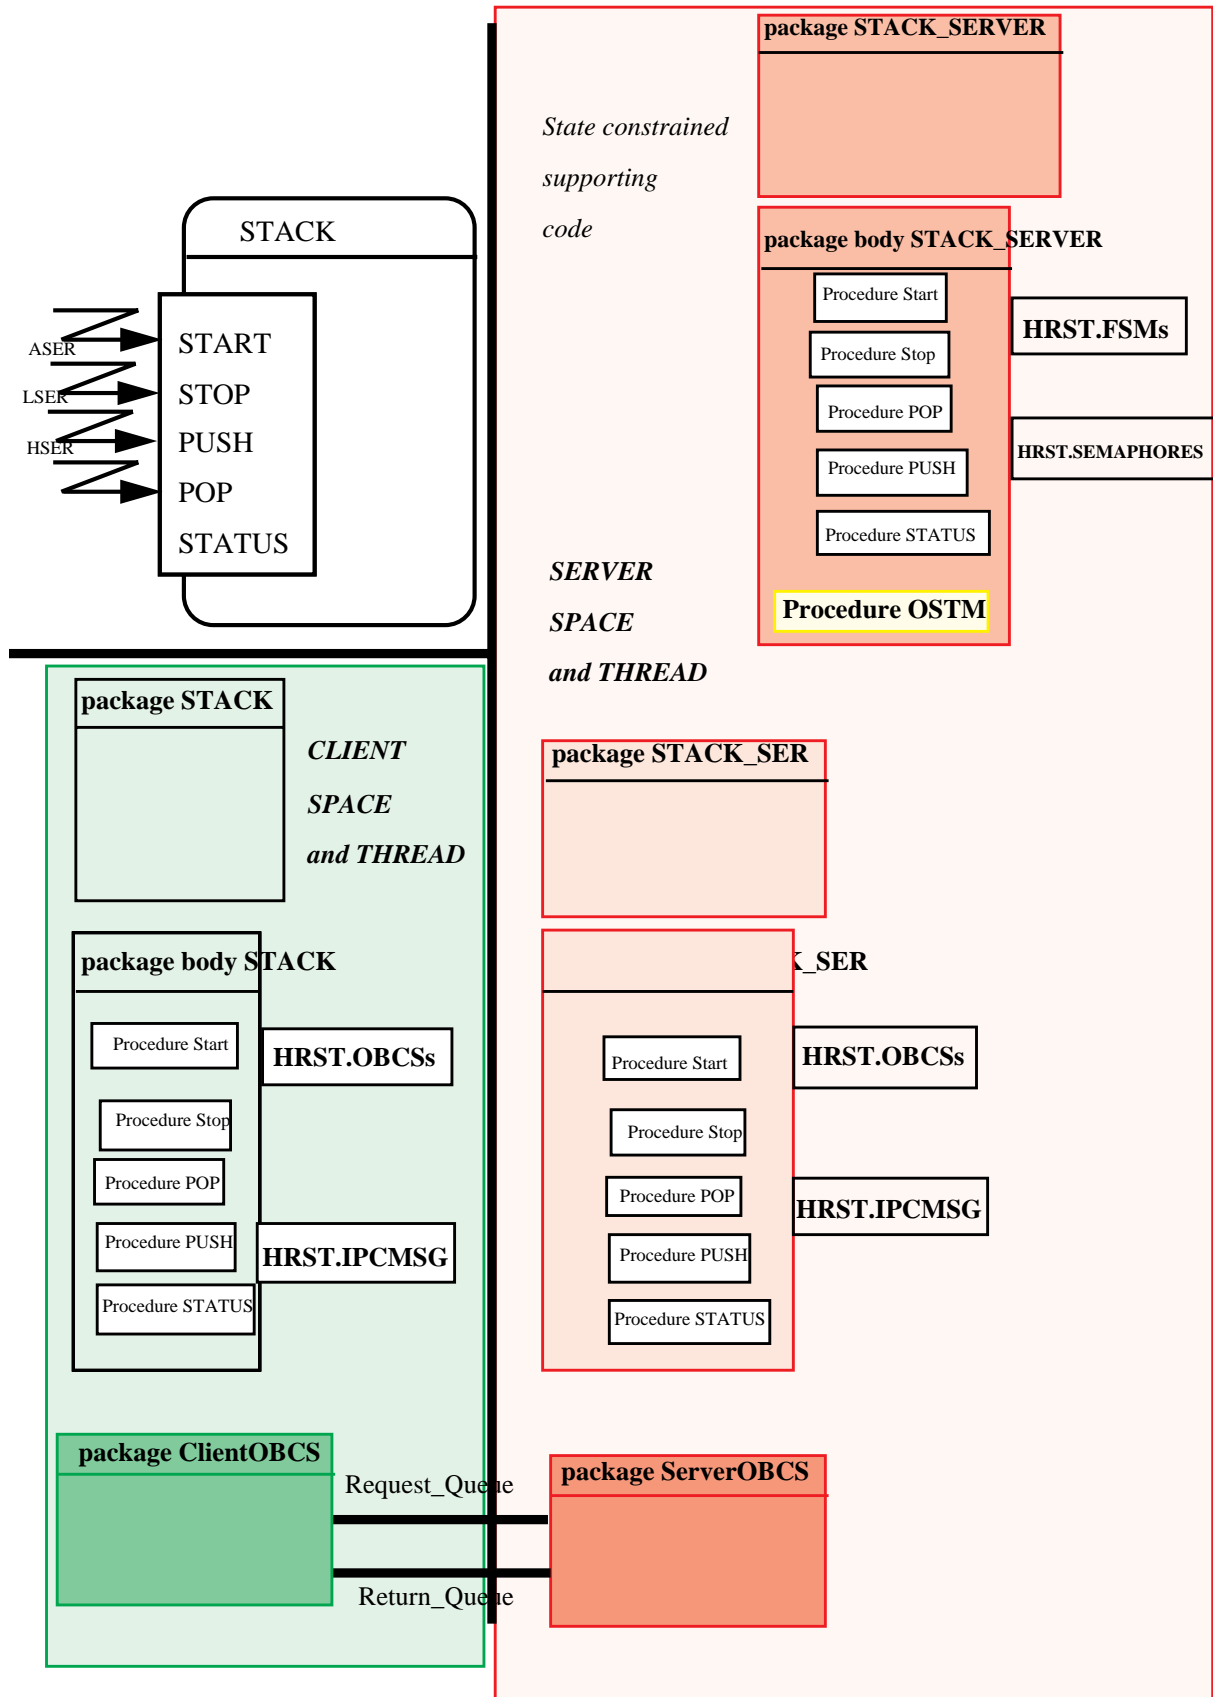 STACK
START
STOP
PUSH
POP
STATUS
ASER
LSER
HSER
package STACK_SERVER
State constrained
supporting
code
package body STACK_SERVER
Procedure Start
Procedure Stop
Procedure POP
Procedure PUSH
Procedure STATUS
Procedure OSTM
HRST.FSMs
HRST.SEMAPHORES
SERVER
SPACE
and THREAD
package STACK
CLIENT
SPACE
and THREAD
package body STACK
Procedure Start
Procedure Stop
Procedure POP
Procedure PUSH
Procedure STATUS
HRST.OBCSs
HRST.IPCMSG
package STACK_SER
K_SER
Procedure Start
Procedure Stop
Procedure POP
Procedure PUSH
Procedure STATUS
HRST.OBCSs
HRST.IPCMSG
package ClientOBCS
Request_Queue
Return_Queue
package ServerOBCS